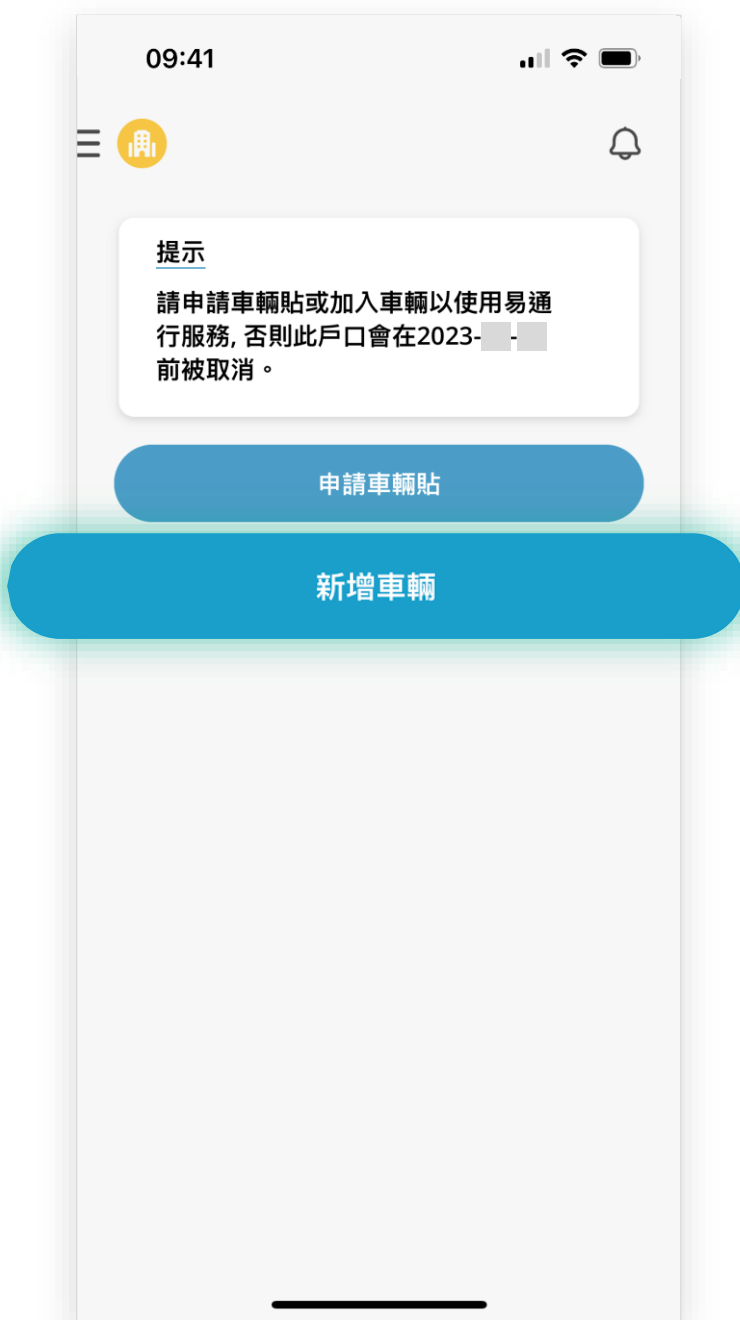 09:41
提示
請申請車輛貼或加入車輛以使用易通
行服務, 否則此戶口會在2023- -
前被取消。
申請車輛貼
新增車輛